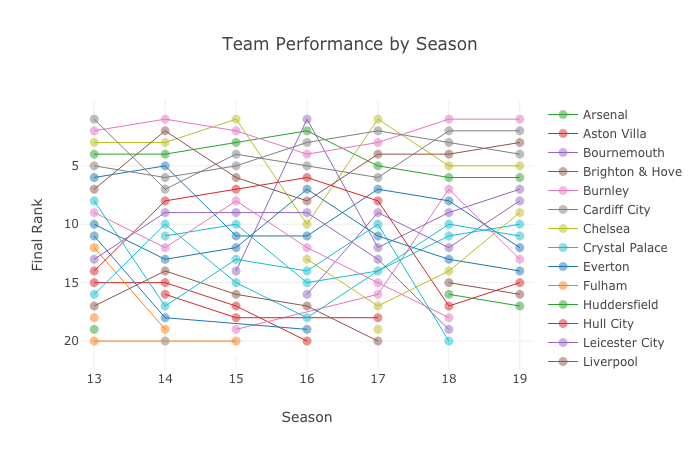 Team Performance by Season
Final Rank
5
10
15
20
13 14 15 16 17 18 19
Season
Arsenal
Aston Villa
Bournemouth
Brighton & Hove
Burnley
Cardiff City
Chelsea
Crystal Palace
Everton
Fulham
Huddersfield
Hull City
Leicester City
Liverpool